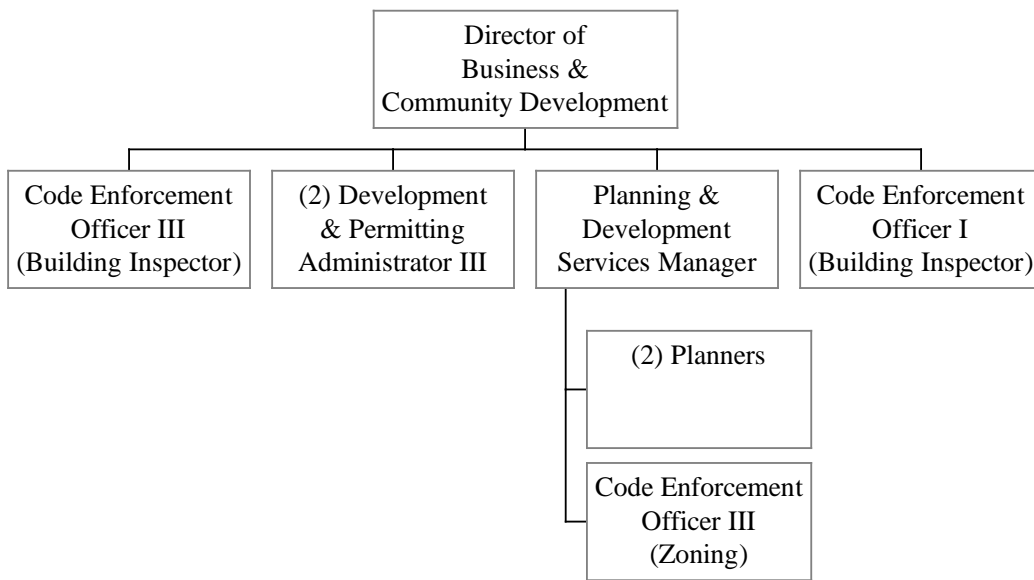 Director of
Business &
Community Development
Code Enforcement
Officer III
(Building Inspector)
(2) Development
& Permitting
Administrator III
Planning &
Development
Services Manager
Code Enforcement
Officer I
(Building Inspector)
(2) Planners
Code Enforcement
Officer III
(Zoning)